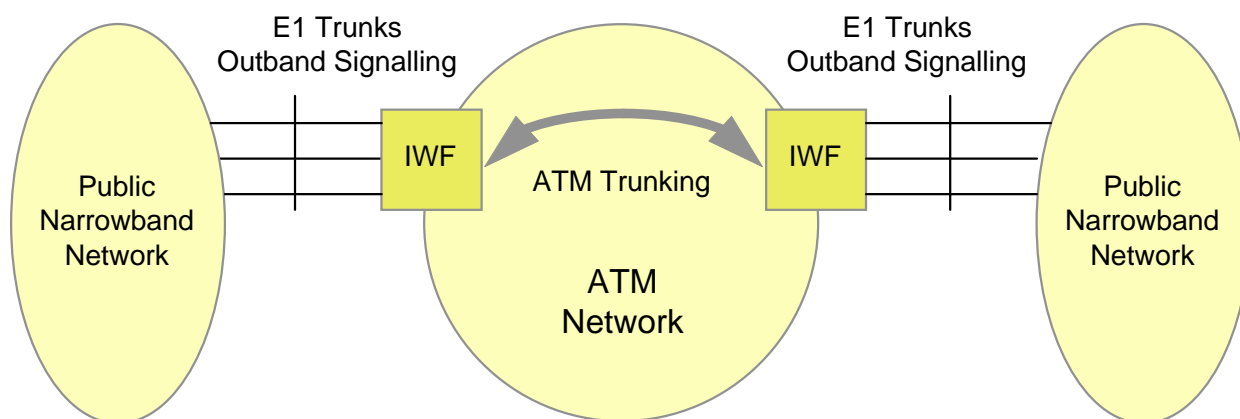 E1 Trunks
Outband Signalling
E1 Trunks
Outband Signalling
IWF
IWF
ATM Trunking
Public
Narrowband
Network
Public
Narrowband
Network
ATM
Network